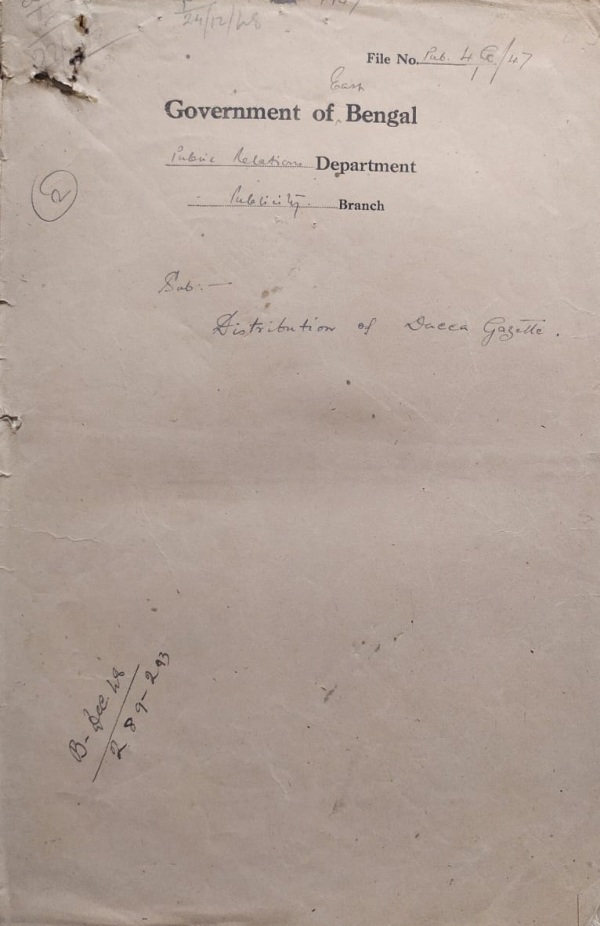 24/12/48
File No. Pub. 4 G/47
East
Government of Bengal
Public Relations Department
Publicity Branch
2
Sub:—
Distribution of Dacca Gazette.
B-Dec. 48
289-293